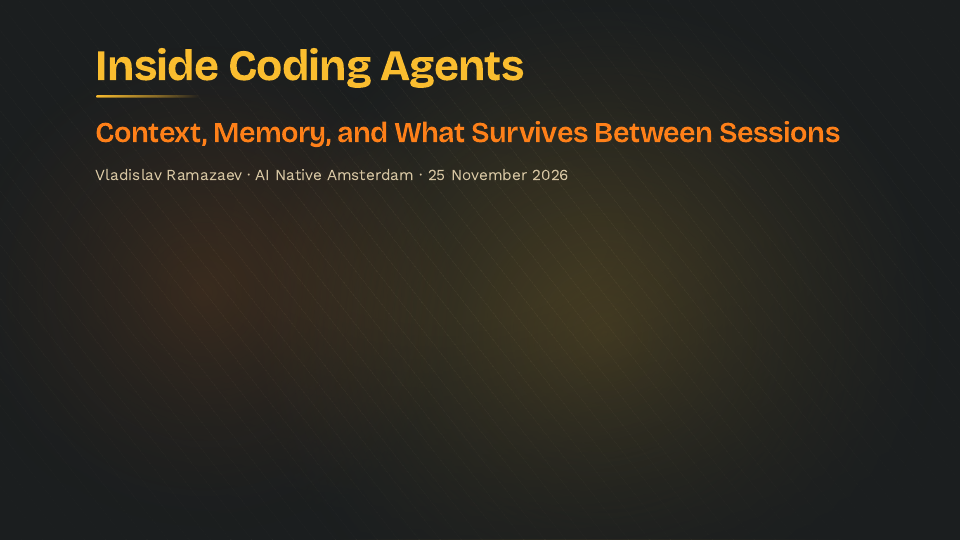 Inside Coding Agents
Context, Memory, and What Survives Between Sessions
Vladislav Ramazaev · AI Native Amsterdam · 25 November 2026